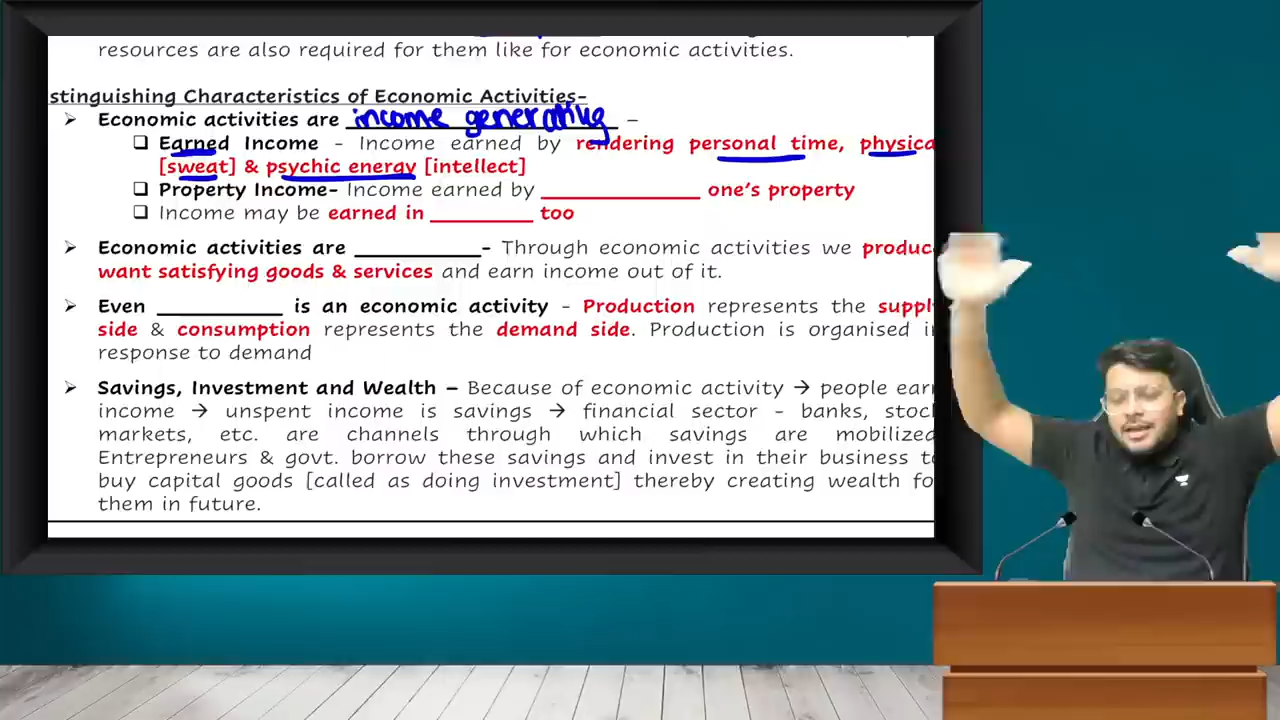 resources are also required for them like for economic activities.
stinguishing Characteristics of Economic Activities-
➤ Economic activities are income generating –
❑ Earned Income - Income earned by rendering personal time, physica
[sweat] & psychic energy [intellect]
❑ Property Income- Income earned by ______________ one's property
❑ Income may be earned in _________ too
➤ Economic activities are ___________- Through economic activities we produc
want satisfying goods & services and earn income out of it.
➤ Even ___________ is an economic activity - Production represents the suppl
side & consumption represents the demand side. Production is organised i
response to demand
➤ Savings, Investment and Wealth – Because of economic activity → people ear
income → unspent income is savings → financial sector - banks, stoc
markets, etc. are channels through which savings are mobilized
Entrepreneurs & govt. borrow these savings and invest in their business t
buy capital goods [called as doing investment] thereby creating wealth fo
them in future.